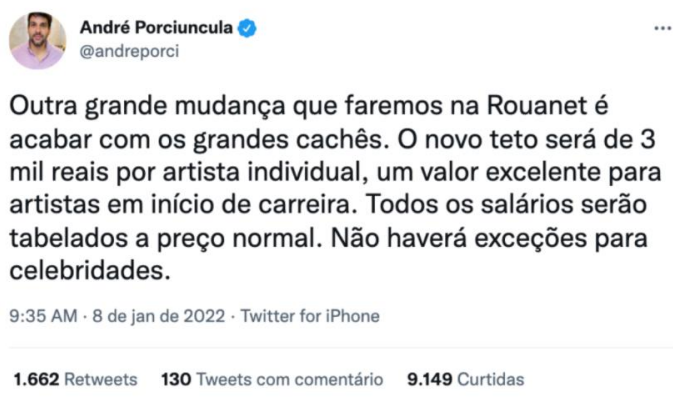 André Porciuncula
@andreporci
Outra grande mudança que faremos na Rouanet é
acabar com os grandes cachês. O novo teto será de 3
mil reais por artista individual, um valor excelente para
artistas em início de carreira. Todos os salários serão
tabelados a preço normal. Não haverá exceções para
celebridades.
9:35 AM · 8 de jan de 2022 · Twitter for iPhone
1.662 Retweets 130 Tweets com comentário 9.149 Curtidas